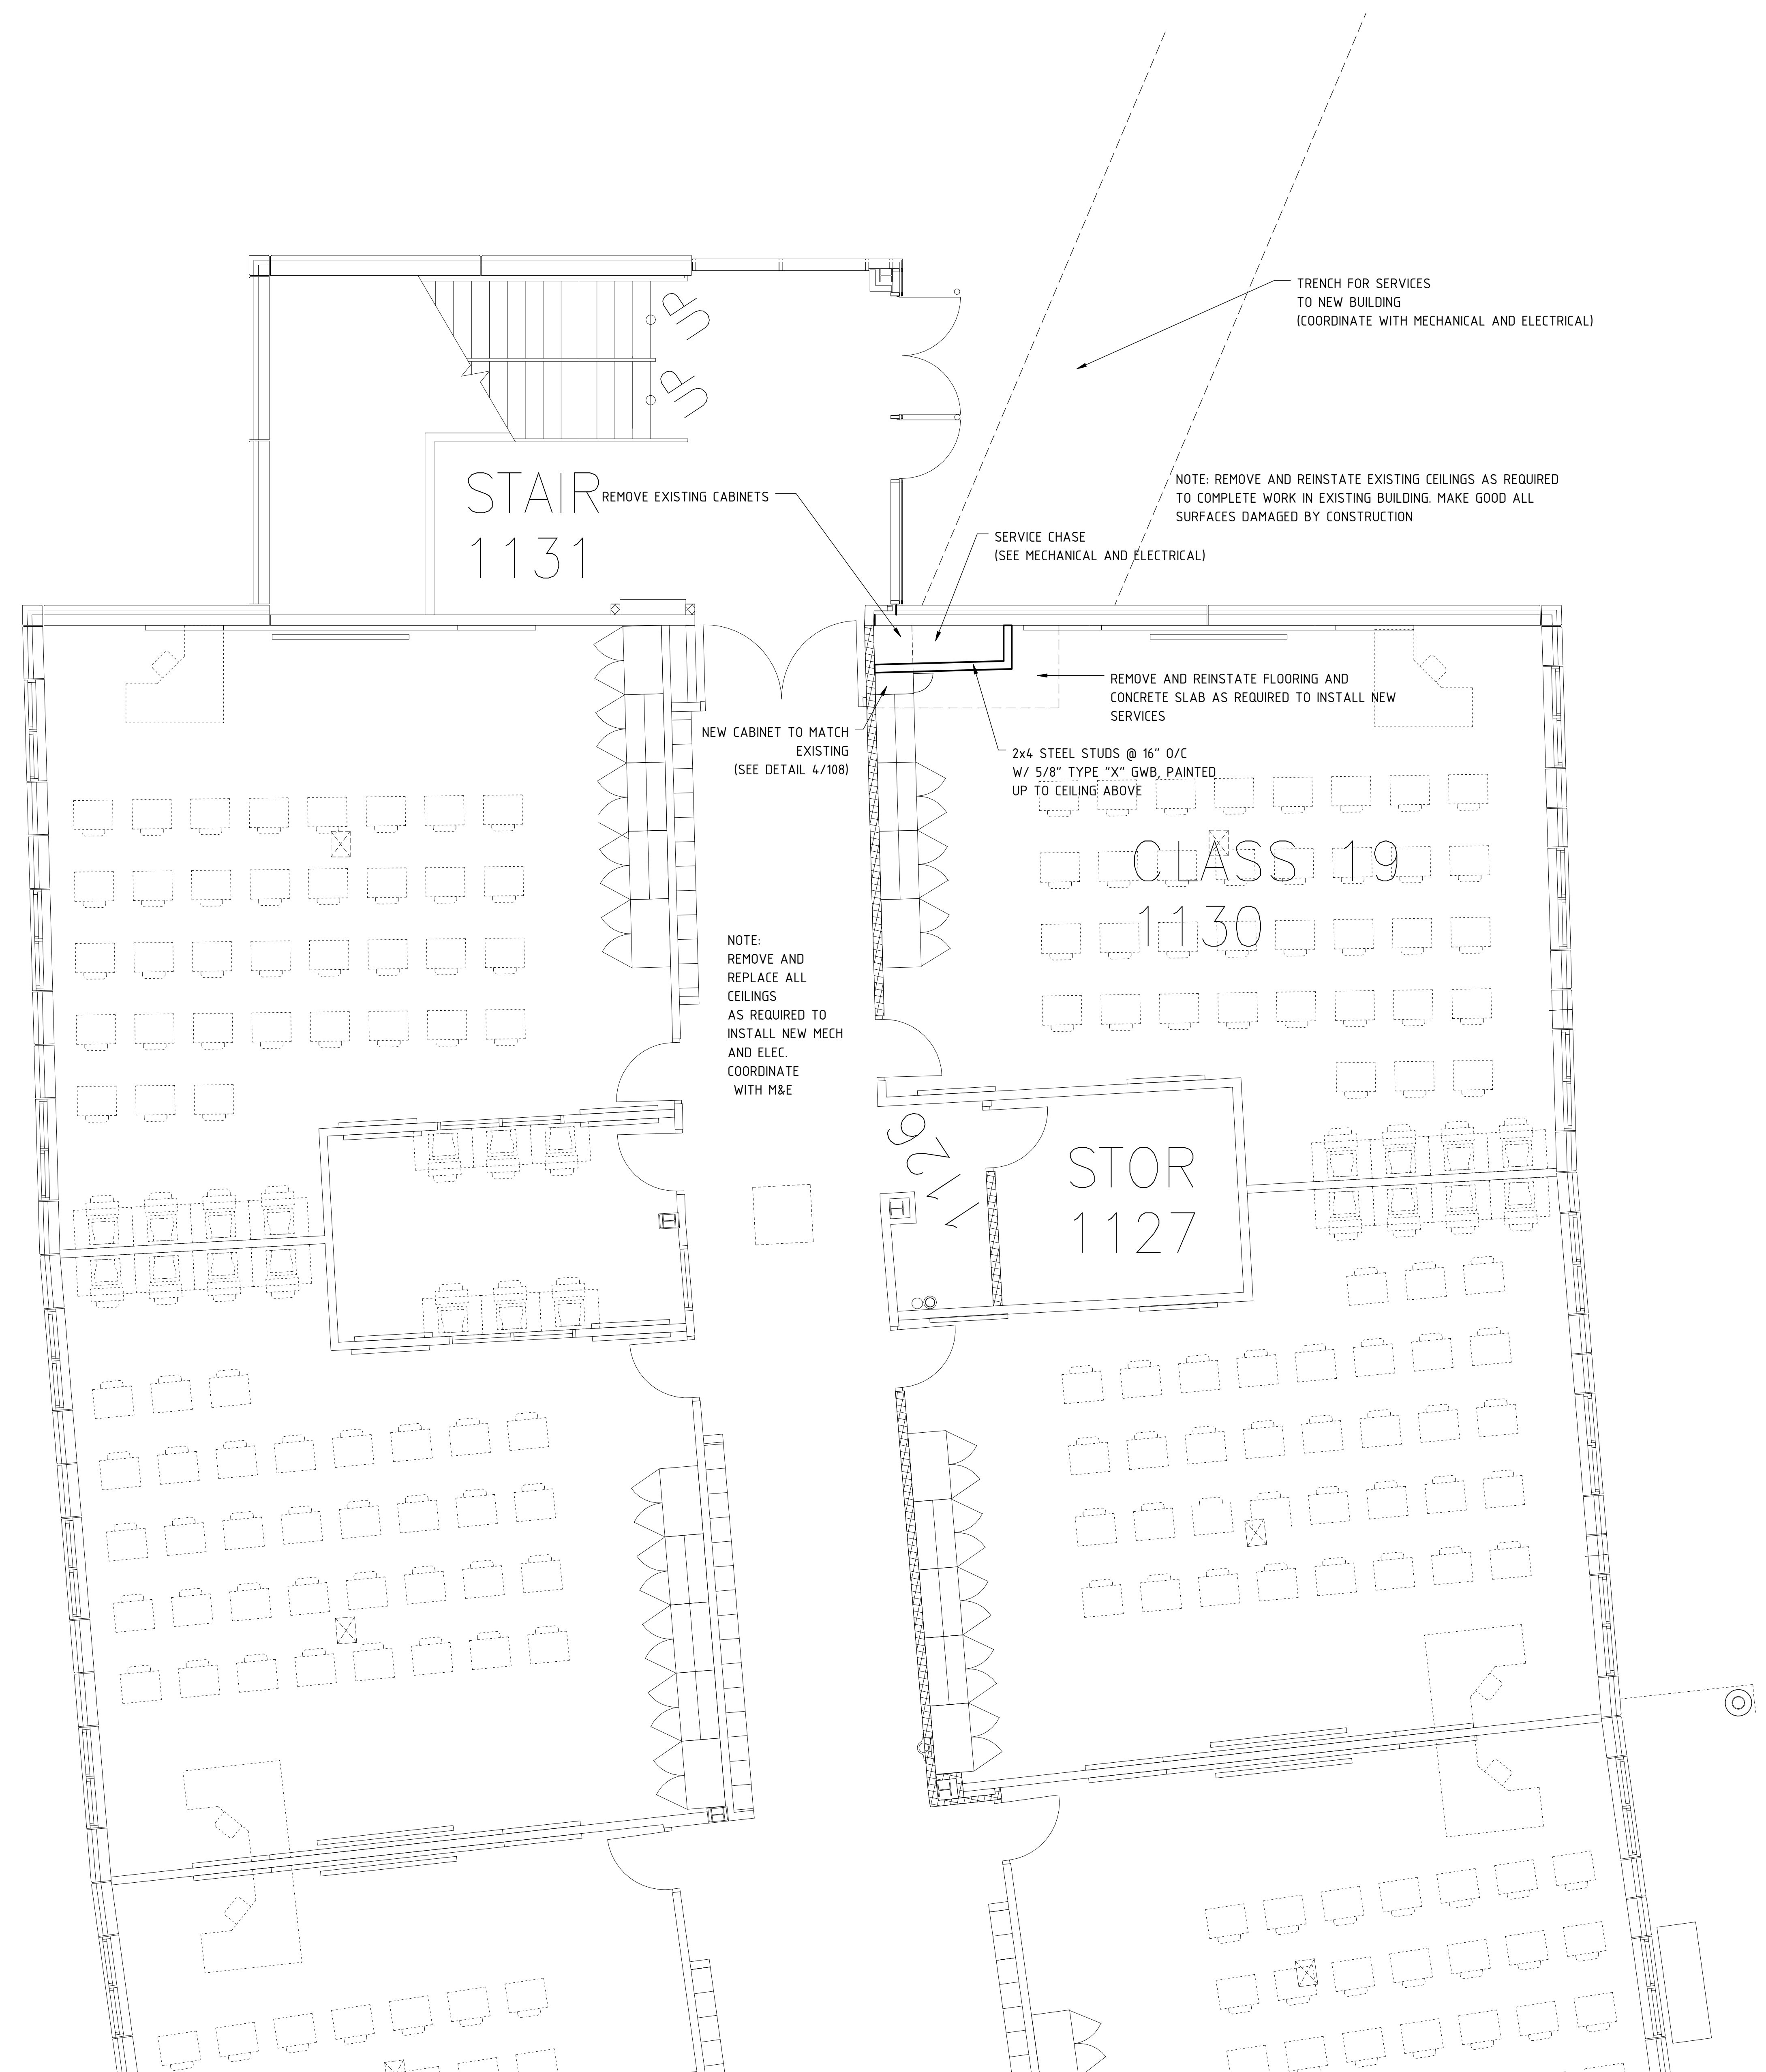 UP
UP
TRENCH FOR SERVICES
TO NEW BUILDING
(COORDINATE WITH MECHANICAL AND ELECTRICAL)
STAIR
1131
REMOVE EXISTING CABINETS
NOTE: REMOVE AND REINSTATE EXISTING CEILINGS AS REQUIRED
TO COMPLETE WORK IN EXISTING BUILDING. MAKE GOOD ALL
SURFACES DAMAGED BY CONSTRUCTION
SERVICE CHASE
(SEE MECHANICAL AND ELECTRICAL)
REMOVE AND REINSTATE FLOORING AND
CONCRETE SLAB AS REQUIRED TO INSTALL NEW
SERVICES
NEW CABINET TO MATCH
EXISTING
(SEE DETAIL 4/108)
2x4 STEEL STUDS @ 16" O/C
W/ 5/8" TYPE "X" GWB, PAINTED
UP TO CEILING ABOVE
CLASS 19
1130
NOTE:
REMOVE AND
REPLACE ALL
CEILINGS
AS REQUIRED TO
INSTALL NEW MECH
AND ELEC.
COORDINATE
WITH M&E
1126
STOR
1127